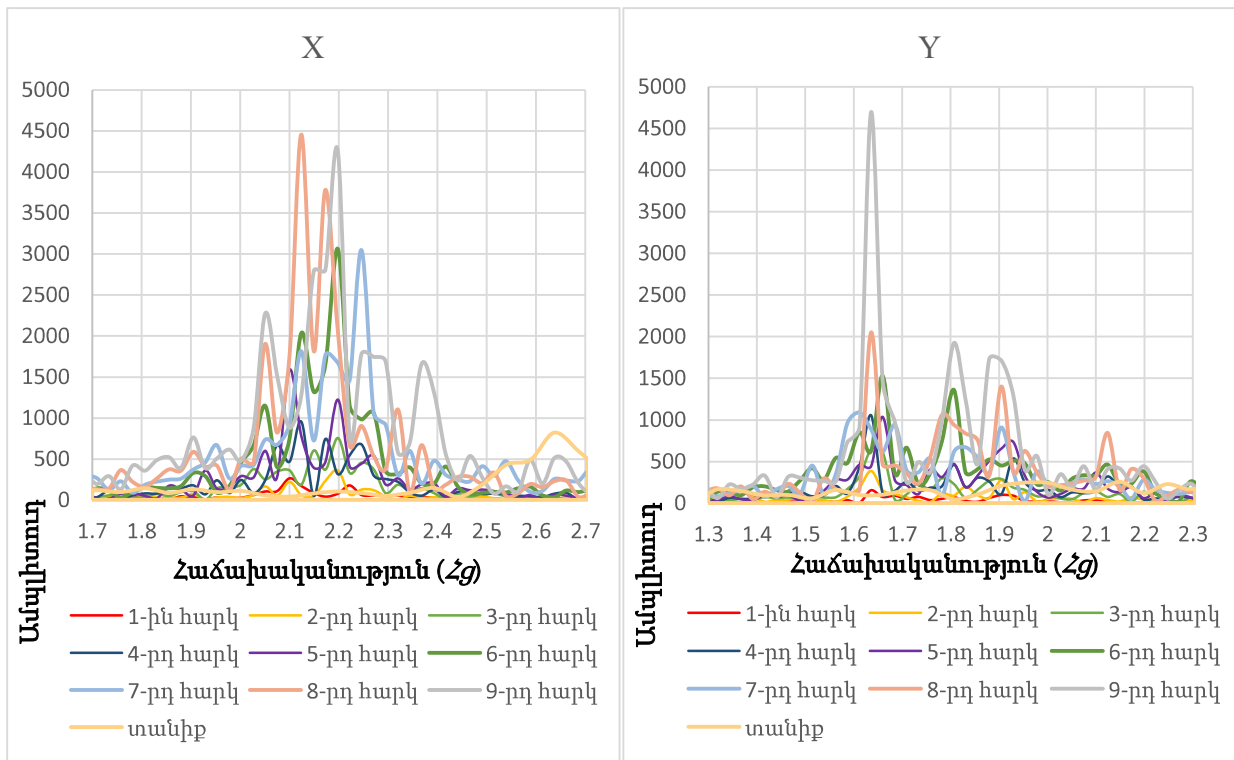 X
5000
4500
4000
3500
3000
2500
2000
1500
1000
500
0
1.7 1.8 1.9 2 2.1 2.2 2.3 2.4 2.5 2.6 2.7
Ամպլիտուդ
Հաճախականություն (Հց)
1-ին հարկ 2-րդ հարկ 3-րդ հարկ
4-րդ հարկ 5-րդ հարկ 6-րդ հարկ
7-րդ հարկ 8-րդ հարկ 9-րդ հարկ
տանիք
Y
5000
4500
4000
3500
3000
2500
2000
1500
1000
500
0
1.3 1.4 1.5 1.6 1.7 1.8 1.9 2 2.1 2.2 2.3
Ամպլիտուդ
Հաճախականություն (Հց)
1-ին հարկ 2-րդ հարկ 3-րդ հարկ
4-րդ հարկ 5-րդ հարկ 6-րդ հարկ
7-րդ հարկ 8-րդ հարկ 9-րդ հարկ
տանիք